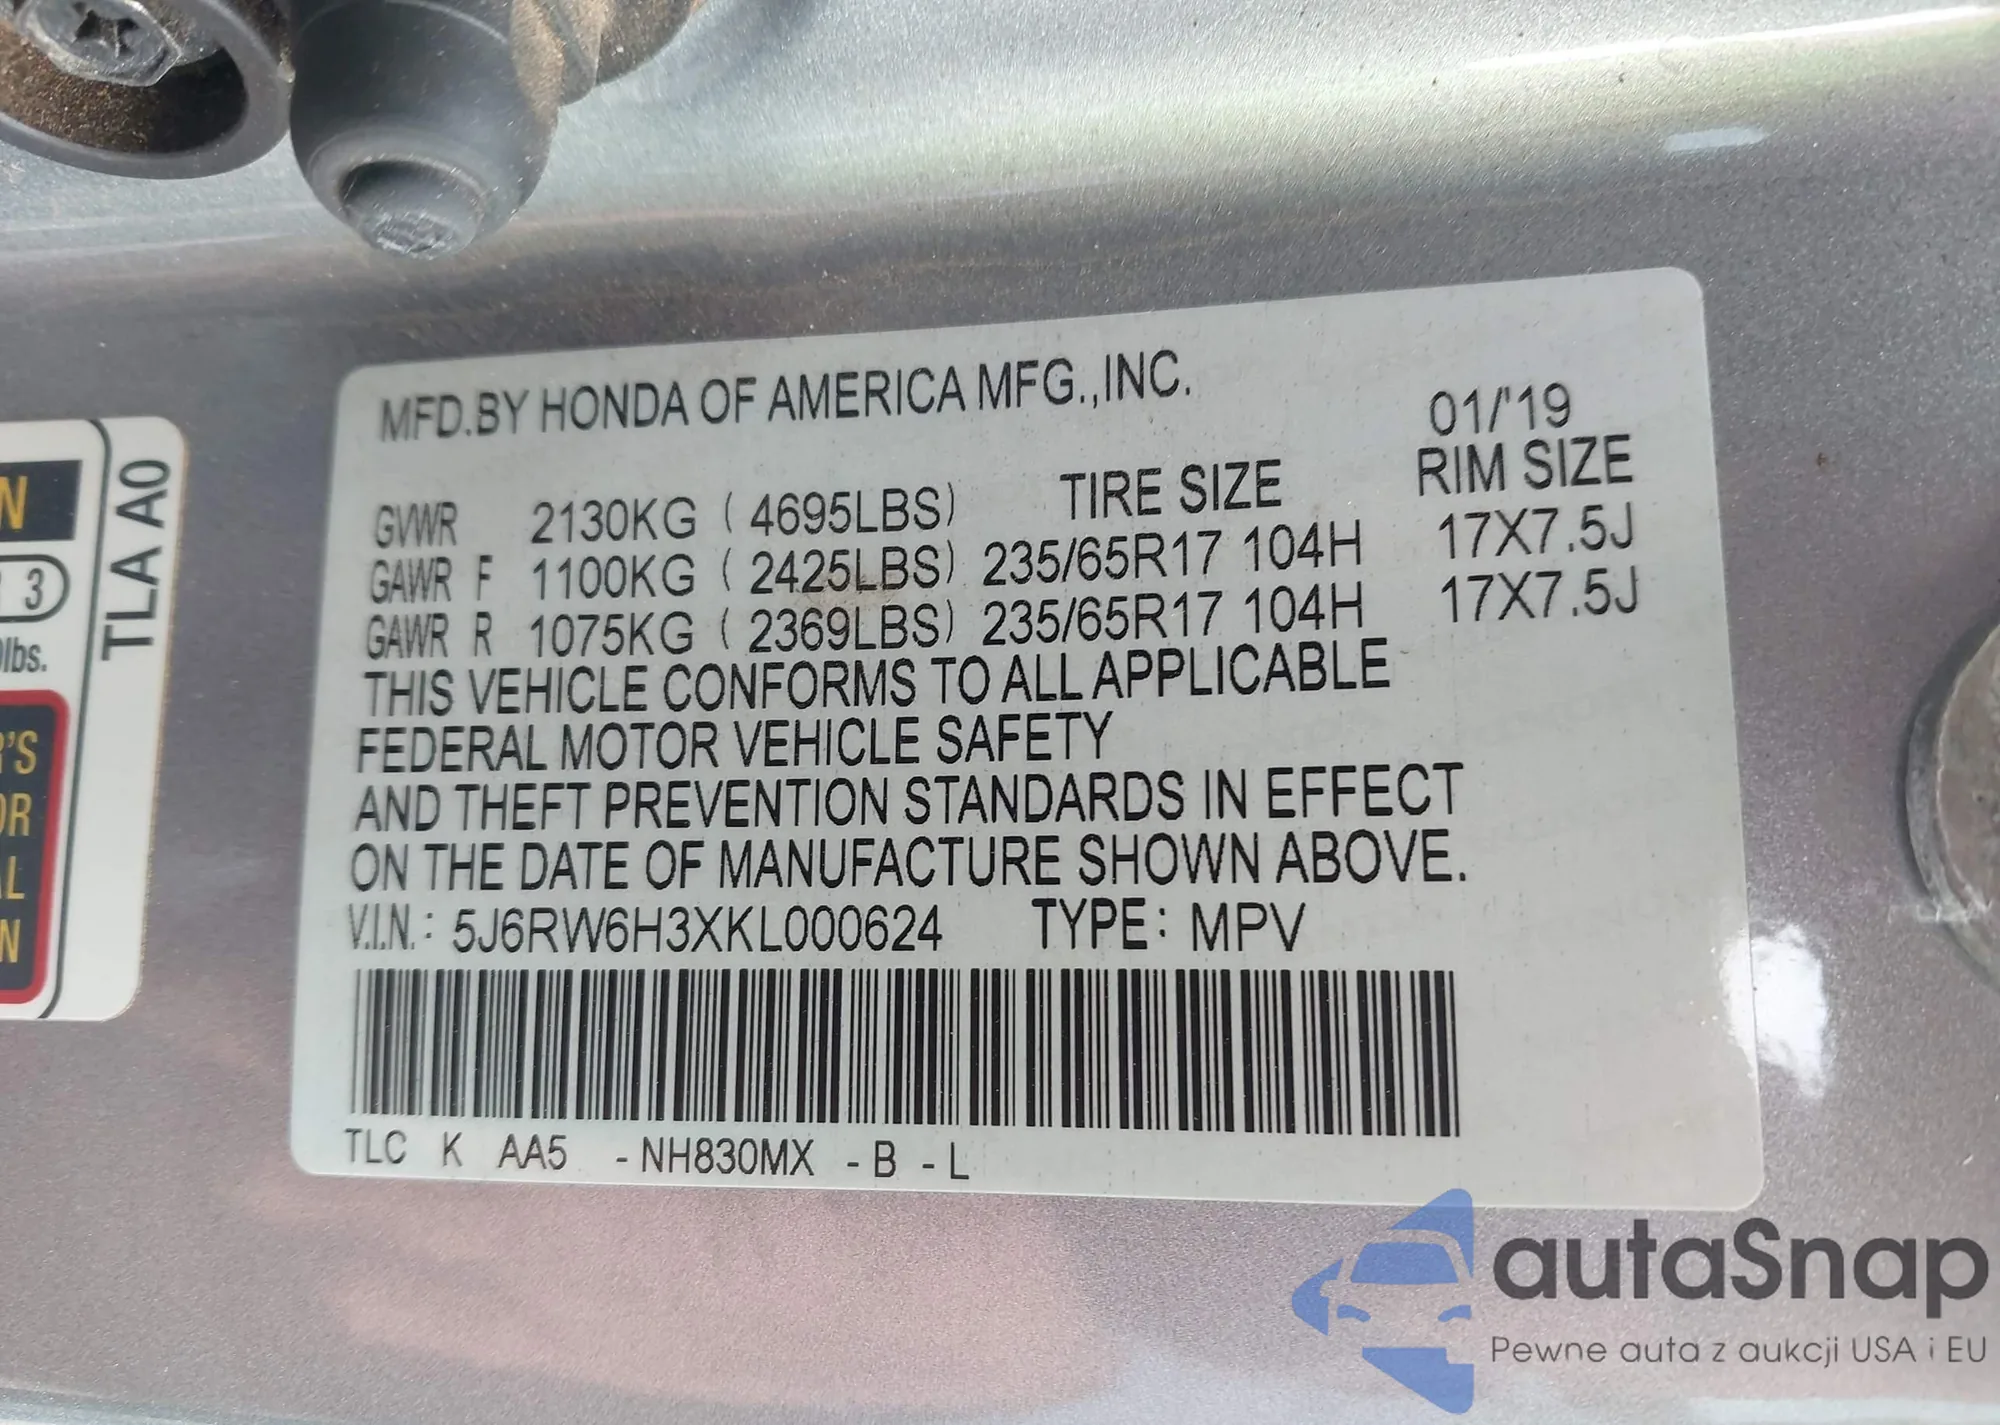 MFD.BY HONDA OF AMERICA MFG.,INC.
01/'19
GVWR 2130KG (4695LBS) TIRE SIZE RIM SIZE
GAWR F 1100KG (2425LBS) 235/65R17 104H 17X7.5J
GAWR R 1075KG (2369LBS) 235/65R17 104H 17X7.5J
THIS VEHICLE CONFORMS TO ALL APPLICABLE
FEDERAL MOTOR VEHICLE SAFETY
AND THEFT PREVENTION STANDARDS IN EFFECT
ON THE DATE OF MANUFACTURE SHOWN ABOVE.
V.I.N.: 5J6RW6H3XKL000624 TYPE: MPV
TLC K AA5 -NH830MX -B -L
TLA A0
3
lbs.
autaSnap
Pewne auta z aukcji USA i EU